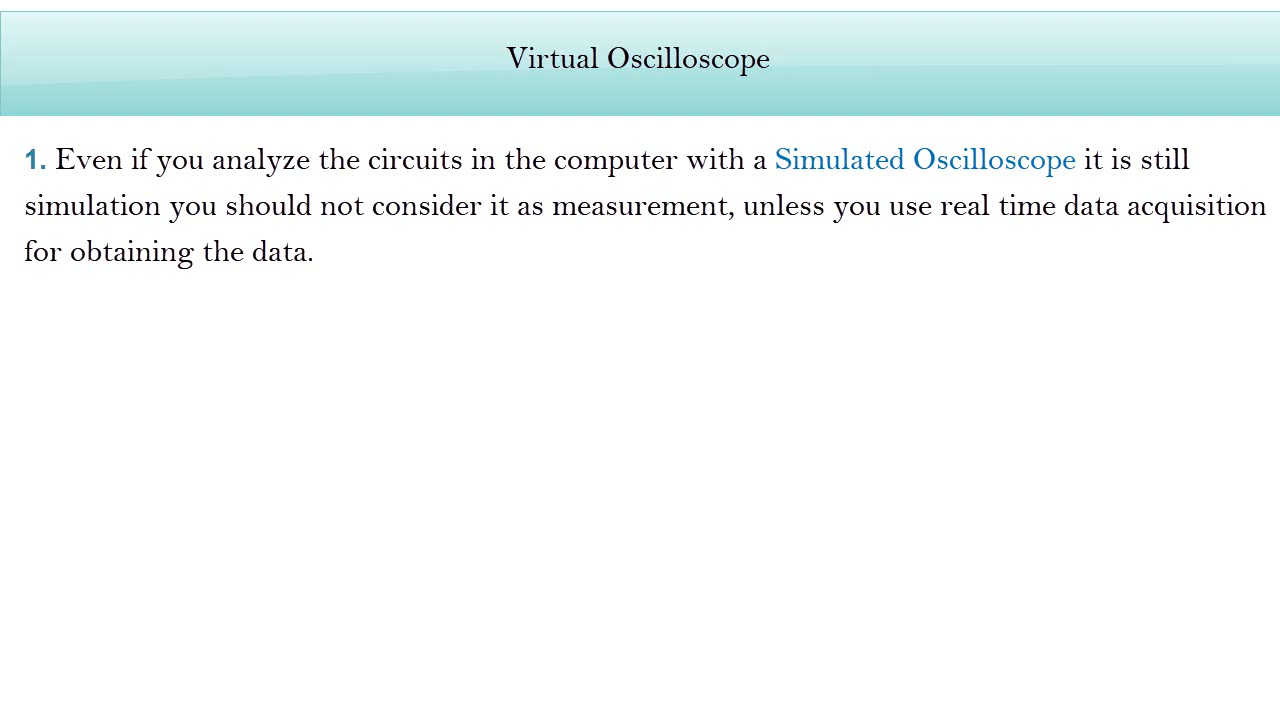 Virtual Oscilloscope
1. Even if you analyze the circuits in the computer with a Simulated Oscilloscope it is still
simulation you should not consider it as measurement, unless you use real time data acquisition
for obtaining the data.